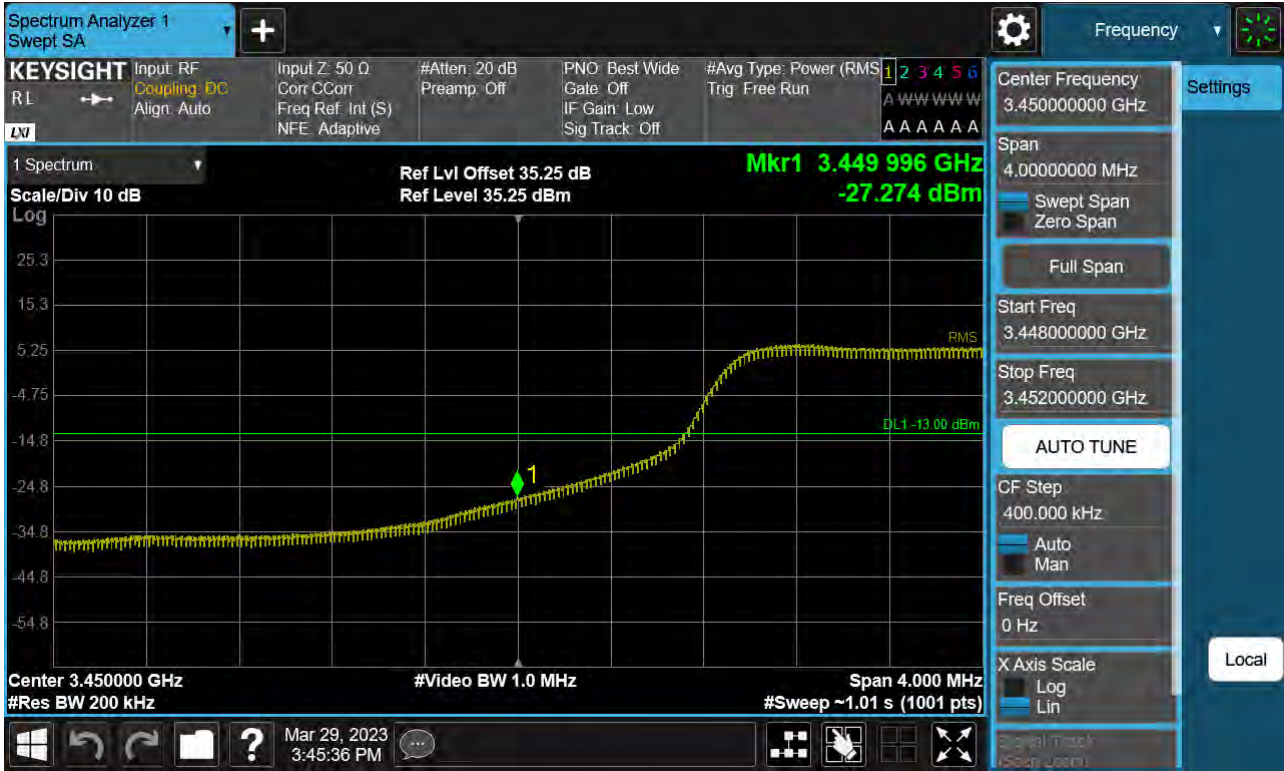 Spectrum Analyzer 1
Swept SA
Frequency
KEYSIGHT
R L
LXI
Input: RF
Coupling: DC
Align: Auto
Input Z: 50 Ω
Corr CCorr
Freq Ref: Int (S)
NFE: Adaptive
#Atten: 20 dB
Preamp: Off
PNO: Best Wide
Gate: Off
IF Gain: Low
Sig Track: Off
#Avg Type: Power (RMS
Trig: Free Run
1 2 3 4 5 6
A W W W W W
A A A A A A
1 Spectrum
Scale/Div 10 dB
Log
Ref Lvl Offset 35.25 dB
Ref Level 35.25 dBm
Mkr1 3.449 996 GHz
-27.274 dBm
25.3
15.3
5.25
-4.75
-14.8
-24.8
-34.8
-44.8
-54.8
RMS
DL1 -13.00 dBm
1
Center 3.450000 GHz
#Res BW 200 kHz
#Video BW 1.0 MHz
Span 4.000 MHz
#Sweep ~1.01 s (1001 pts)
Center Frequency
3.450000000 GHz
Span
4.00000000 MHz
Swept Span
Zero Span
Full Span
Start Freq
3.448000000 GHz
Stop Freq
3.452000000 GHz
AUTO TUNE
CF Step
400.000 kHz
Auto
Man
Freq Offset
0 Hz
X Axis Scale
Log
Lin
Signal Track
(Span Zoom)
Settings
Local
?
Mar 29, 2023
3:45:36 PM